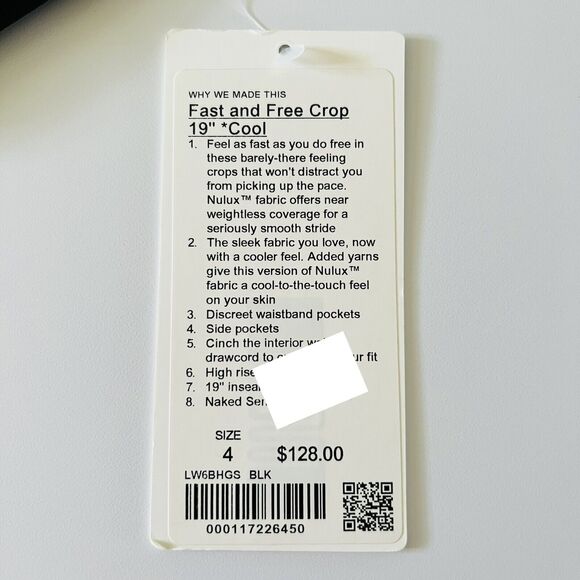 WHY WE MADE THIS
Fast and Free Crop
19" *Cool
1. Feel as fast as you do free in
these barely-there feeling
crops that won't distract you
from picking up the pace.
Nulux™ fabric offers near
weightless coverage for a
seriously smooth stride
2. The sleek fabric you love, now
with a cooler feel. Added yarns
give this version of Nulux™
fabric a cool-to-the-touch feel
on your skin
3. Discreet waistband pockets
4. Side pockets
5. Cinch the interior
drawcord to fit
6. High rise
7. 19"
8. Naked
SIZE
4 $128.00
LW6BHGS BLK
000117226450